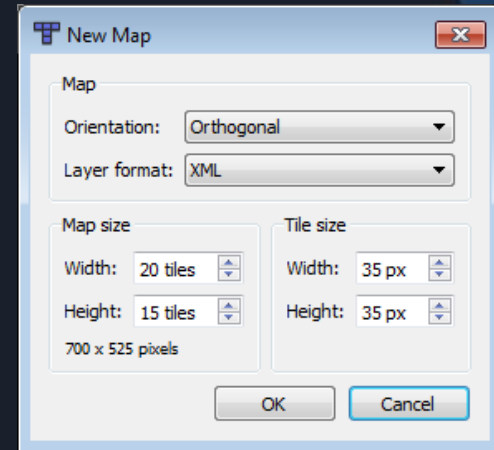 New Map
Map
Orientation: Orthogonal
Layer format: XML
Map size
Width: 20 tiles
Height: 15 tiles
700 x 525 pixels
Tile size
Width: 35 px
Height: 35 px
OK Cancel